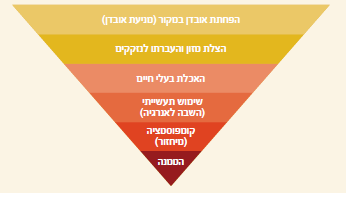 הפחתת אובדן במקור (מניעת אובדן)
הצלת מזון והעברתו לנזקקים
האכלת בעלי חיים
שימוש תעשייתי
(השבה לאנרגיה)
קומפוסטציה
(מיחזור)
הטמנה